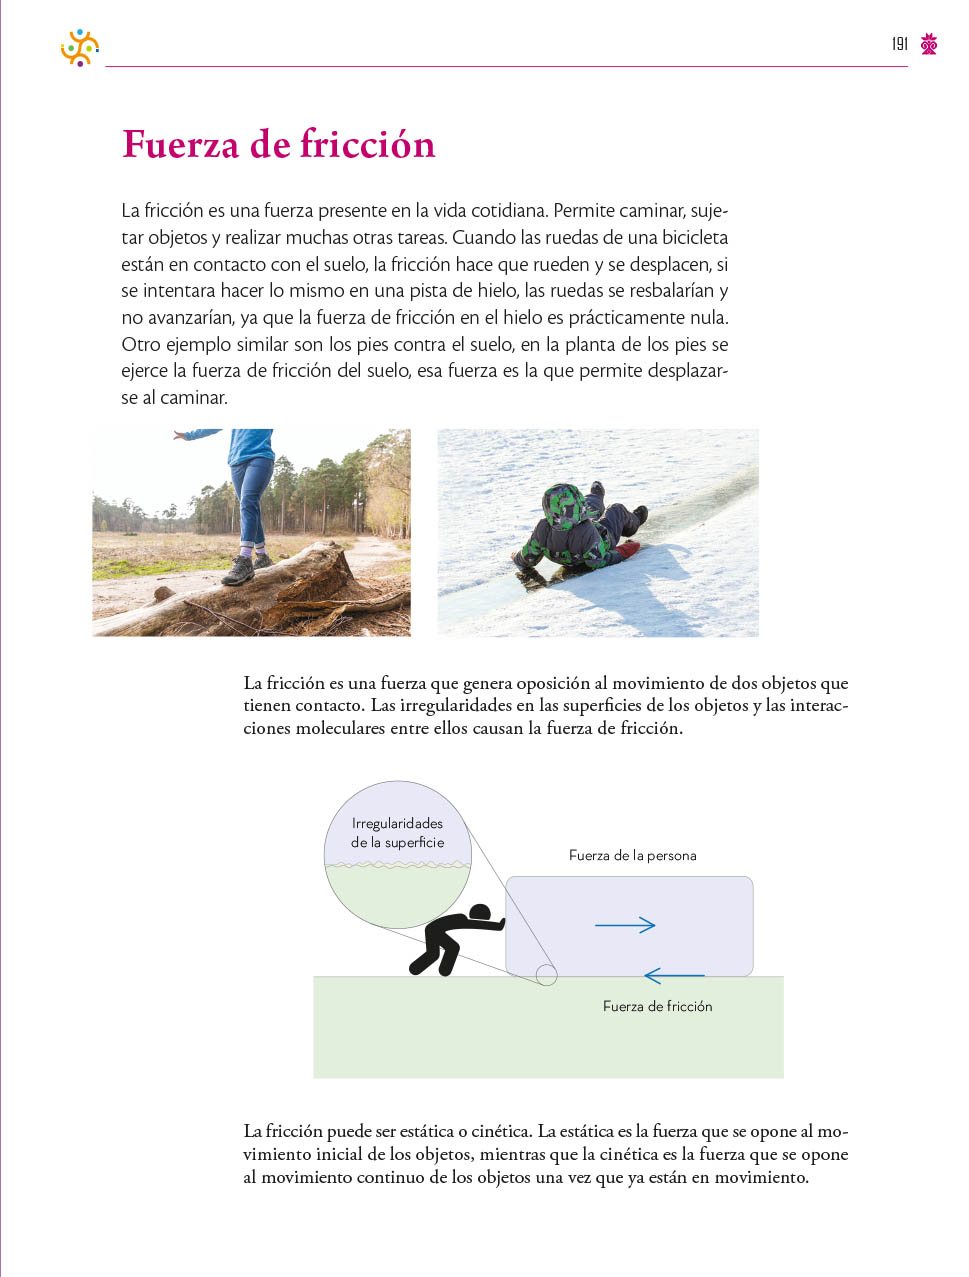 191
Fuerza de fricción
La fricción es una fuerza presente en la vida cotidiana. Permite caminar, suje-
tar objetos y realizar muchas otras tareas. Cuando las ruedas de una bicicleta
están en contacto con el suelo, la fricción hace que rueden y se desplacen, si
se intentara hacer lo mismo en una pista de hielo, las ruedas se resbalarían y
no avanzarían, ya que la fuerza de fricción en el hielo es prácticamente nula.
Otro ejemplo similar son los pies contra el suelo, en la planta de los pies se
ejerce la fuerza de fricción del suelo, esa fuerza es la que permite desplazar-
se al caminar.
La fricción es una fuerza que genera oposición al movimiento de dos objetos que
tienen contacto. Las irregularidades en las superficies de los objetos y las interac-
ciones moleculares entre ellos causan la fuerza de fricción.
Irregularidades
de la superficie
Fuerza de la persona
Fuerza de fricción
La fricción puede ser estática o cinética. La estática es la fuerza que se opone al mo-
vimiento inicial de los objetos, mientras que la cinética es la fuerza que se opone
al movimiento continuo de los objetos una vez que ya están en movimiento.